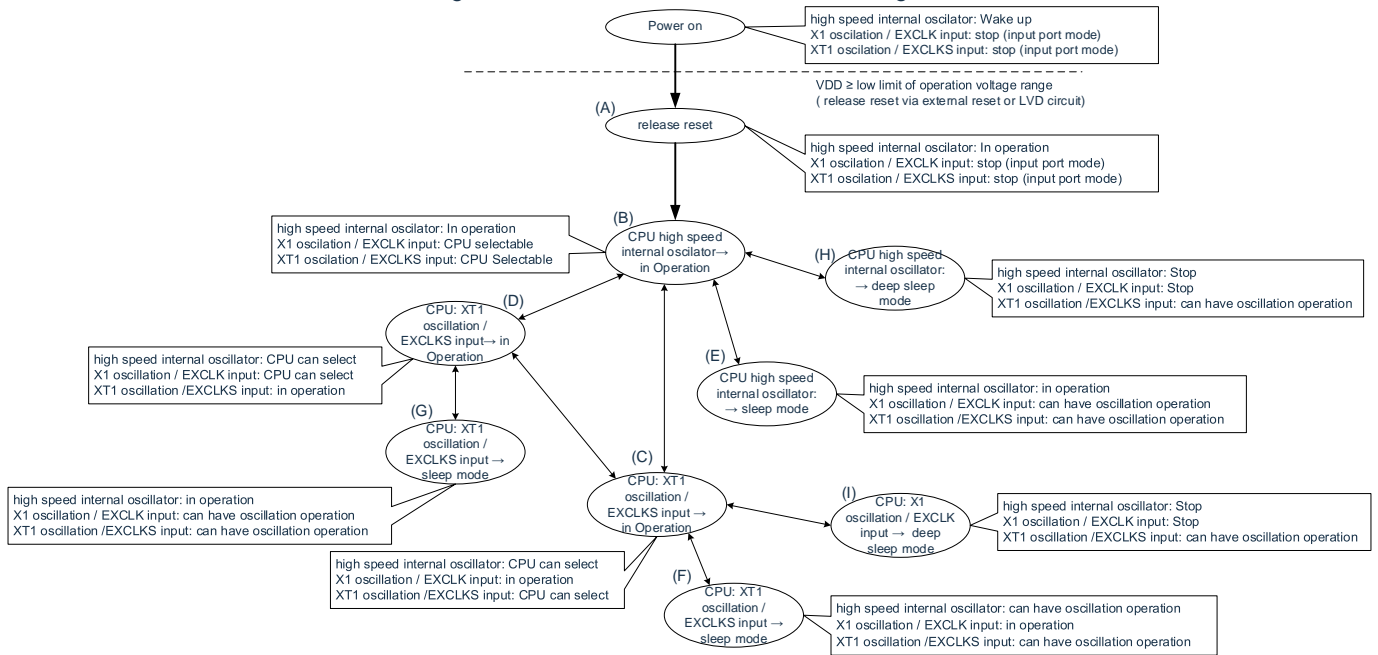 Power on
high speed internal oscilator: Wake up
X1 oscilation / EXCLK input: stop (input port mode)
XT1 oscilation / EXCLKS input: stop (input port mode)
VDD ≥ low limit of operation voltage range
( release reset via external reset or LVD circuit)
(A)
release reset
high speed internal oscilator: In operation
X1 oscilation / EXCLK input: stop (input port mode)
XT1 oscilation / EXCLKS input: stop (input port mode)
(B)
CPU high speed
internal oscilator→
in Operation
high speed internal oscilator: In operation
X1 oscilation / EXCLK input: CPU selectable
XT1 oscilation / EXCLKS input: CPU Selectable
(H)
CPU high speed
internal oscillator:
→ deep sleep
mode
high speed internal oscillator: Stop
X1 oscillation / EXCLK input: Stop
XT1 oscillation /EXCLKS input: can have oscillation operation
(D)
CPU: XT1
oscillation /
EXCLKS input→ in
Operation
high speed internal oscillator: CPU can select
X1 oscillation / EXCLK input: CPU can select
XT1 oscillation /EXCLKS input: in operation
(E)
CPU high speed
internal oscillator:
→ sleep mode
high speed internal oscillator: in operation
X1 oscillation / EXCLK input: can have oscillation operation
XT1 oscillation /EXCLKS input: can have oscillation operation
(G)
CPU: XT1
oscillation /
EXCLKS input →
sleep mode
high speed internal oscillator: in operation
X1 oscillation / EXCLK input: can have oscillation operation
XT1 oscillation /EXCLKS input: can have oscillation operation
(C)
CPU: XT1
oscillation /
EXCLKS input →
in Operation
high speed internal oscillator: CPU can select
X1 oscillation / EXCLK input: in operation
XT1 oscillation /EXCLKS input: CPU can select
(I)
CPU: X1
oscillation / EXCLK
input → deep
sleep mode
high speed internal oscillator: Stop
X1 oscillation / EXCLK input: Stop
XT1 oscillation /EXCLKS input: can have oscillation operation
(F)
CPU: XT1
oscillation /
EXCLKS input →
sleep mode
high speed internal oscillator: can have oscillation operation
X1 oscillation / EXCLK input: in operation
XT1 oscillation /EXCLKS input: can have oscillation operation